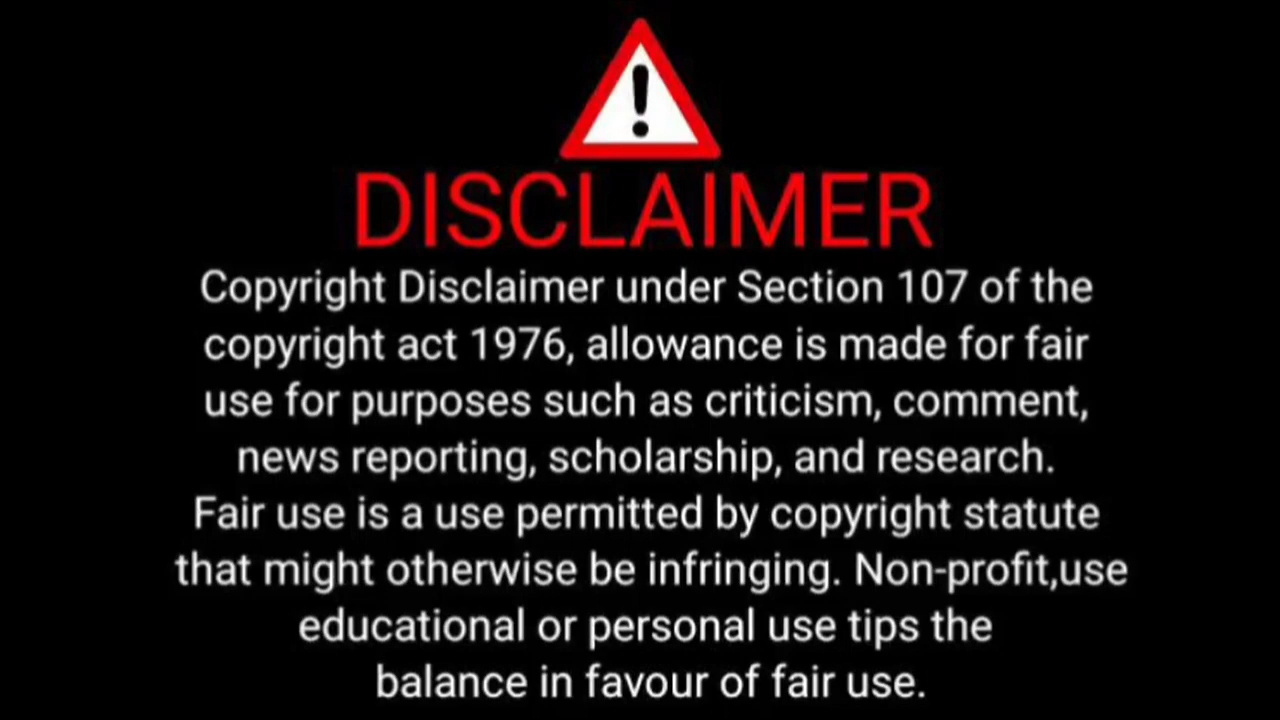 DISCLAIMER
Copyright Disclaimer under Section 107 of the
copyright act 1976, allowance is made for fair
use for purposes such as criticism, comment,
news reporting, scholarship, and research.
Fair use is a use permitted by copyright statute
that might otherwise be infringing. Non-profit,use
educational or personal use tips the
balance in favour of fair use.